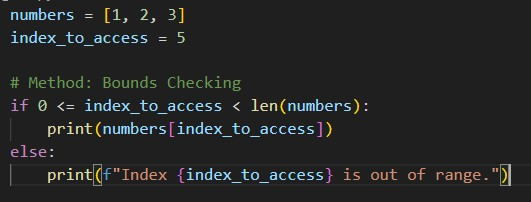 numbers = [1, 2, 3]
index_to_access = 5

# Method: Bounds Checking
if 0 <= index_to_access < len(numbers):
    print(numbers[index_to_access])
else:
    print(f"Index {index_to_access} is out of range.")